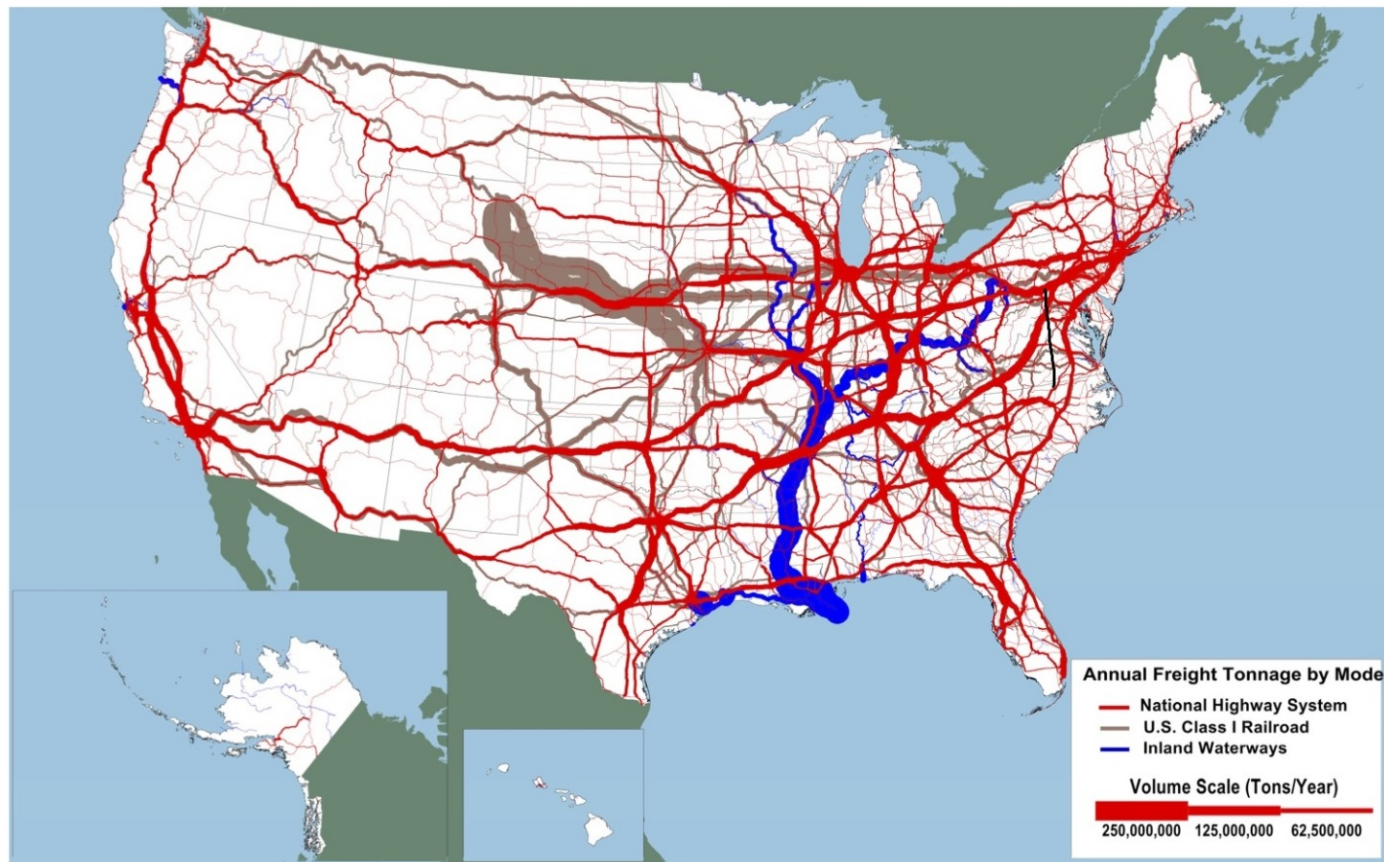 Annual Freight Tonnage by Mode
National Highway System
U.S. Class I Railroad
Inland Waterways
Volume Scale (Tons/Year)
250,000,000 125,000,000 62,500,000